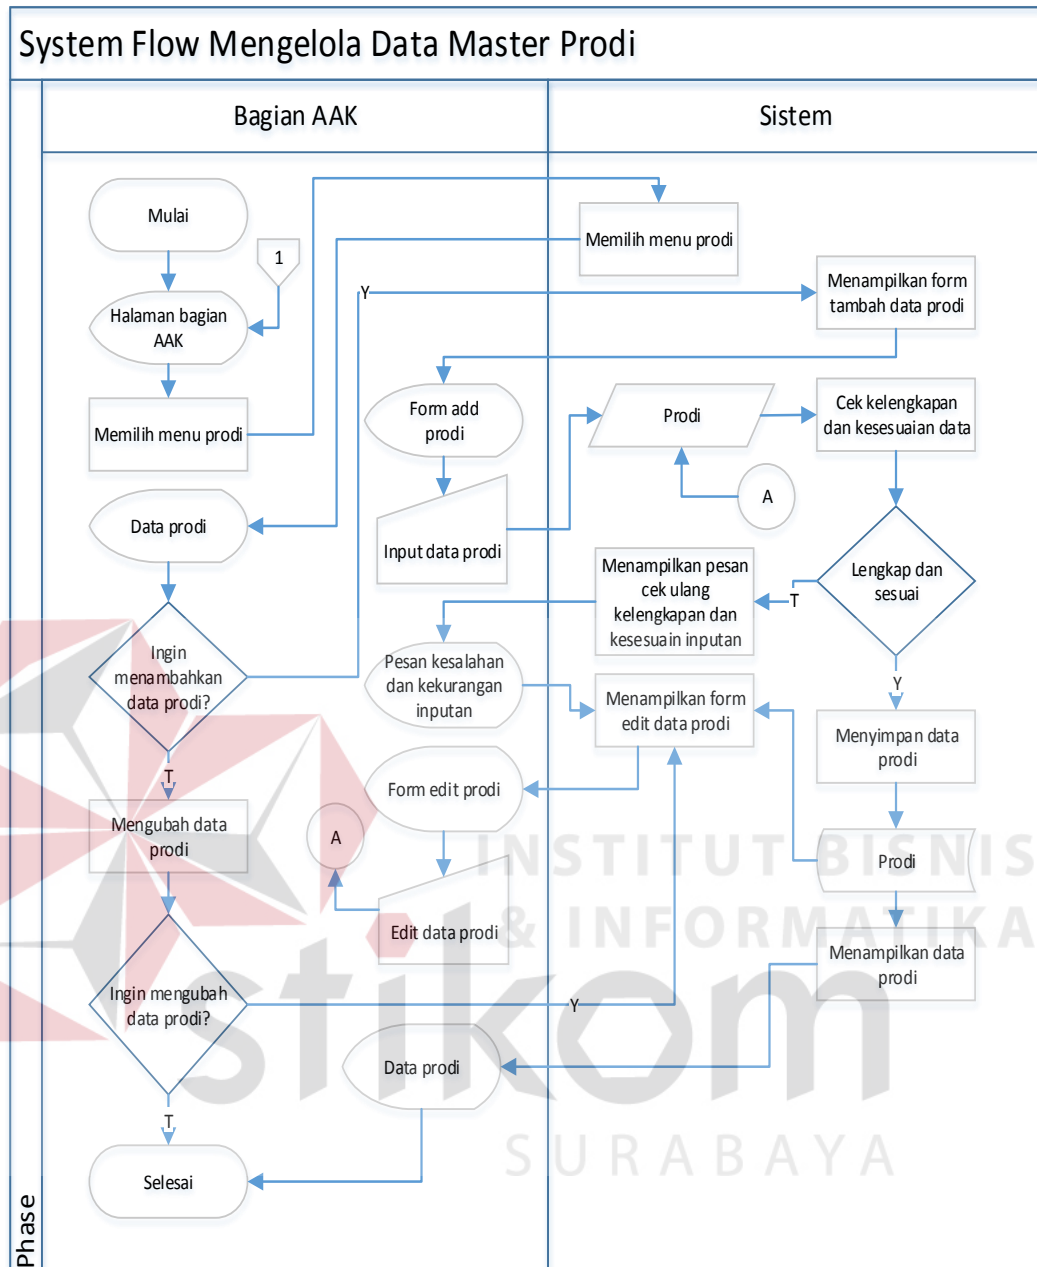 System Flow Mengelola Data Master Prodi
Bagian AAK
Sistem
Mulai
1
Memilih menu prodi
Y
Menampilkan form
tambah data prodi
Halaman bagian
AAK
Memilih menu prodi
Form add
prodi
Prodi
Cek kelengkapan
dan kesesuaian data
A
Data prodi
Input data prodi
Menampilkan pesan
cek ulang
kelengkapan dan
kesesuain inputan
T
Lengkap dan
sesuai
Ingin
menambahkan
data prodi?
Pesan kesalahan
dan kekurangan
inputan
Menampilkan form
edit data prodi
Y
Menyimpan data
prodi
T
Form edit prodi
Mengubah data
prodi
A
Prodi
Edit data prodi
Menampilkan data
prodi
Ingin mengubah
data prodi?
Y
Data prodi
T
Selesai
Phase
INSTITUT BISNIS
& INFORMATIKA
stikom
SURABAYA